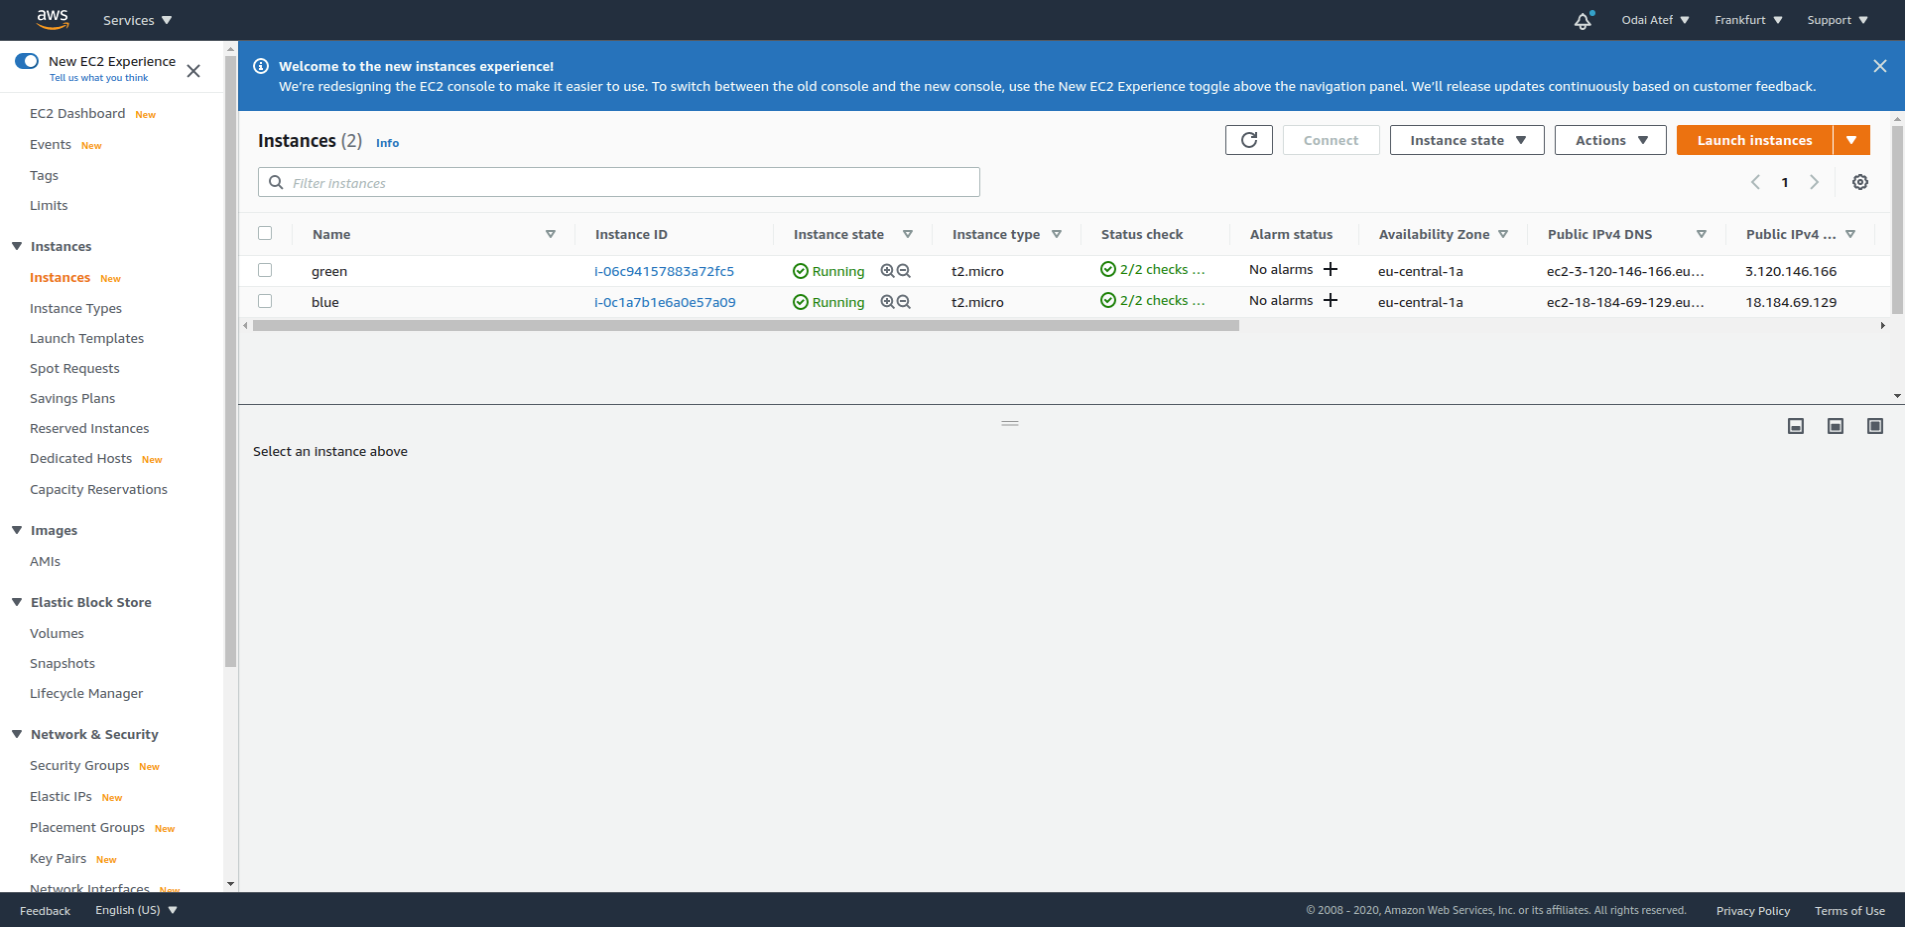 aws Services Odai Atef Frankfurt Support
New EC2 Experience
Tell us what you think
EC2 Dashboard New
Events New
Tags
Limits
Instances
Instances New
Instance Types
Launch Templates
Spot Requests
Savings Plans
Reserved Instances
Dedicated Hosts New
Capacity Reservations
Images
AMIs
Elastic Block Store
Volumes
Snapshots
Lifecycle Manager
Network & Security
Security Groups New
Elastic IPs New
Placement Groups New
Key Pairs New
Network Interfaces New
Welcome to the new instances experience!
We're redesigning the EC2 console to make it easier to use. To switch between the old console and the new console, use the New EC2 Experience toggle above the navigation panel. We'll release updates continuously based on customer feedback.
Instances (2) Info Connect Instance state Actions Launch instances
Filter instances 1
Name Instance ID Instance state Instance type Status check Alarm status Availability Zone Public IPv4 DNS Public IPv4 ...
green i-06c94157883a72fc5 Running t2.micro 2/2 checks ... No alarms + eu-central-1a ec2-3-120-146-166.eu... 3.120.146.166
blue i-0c1a7b1e6a0e57a09 Running t2.micro 2/2 checks ... No alarms + eu-central-1a ec2-18-184-69-129.eu... 18.184.69.129
Select an instance above
Feedback English (US) © 2008 - 2020, Amazon Web Services, Inc. or its affiliates. All rights reserved. Privacy Policy Terms of Use